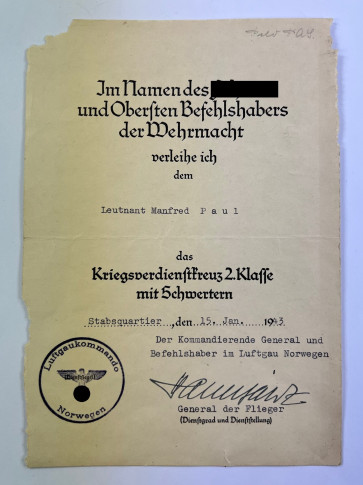 Im Namen des
und Obersten Befehlshabers
der Wehrmacht
verleihe ich
dem
Leutnant Manfred P a u l
das
Kriegsverdienstkreuz 2. Klasse
mit Schwertern
Stabsquartier, den 15. Jan. 1943
Der Kommandierende General und
Befehlshaber im Luftgau Norwegen
General der Flieger
(Dienstgrad und Dienststellung)
Luftgaukommando
Norwegen